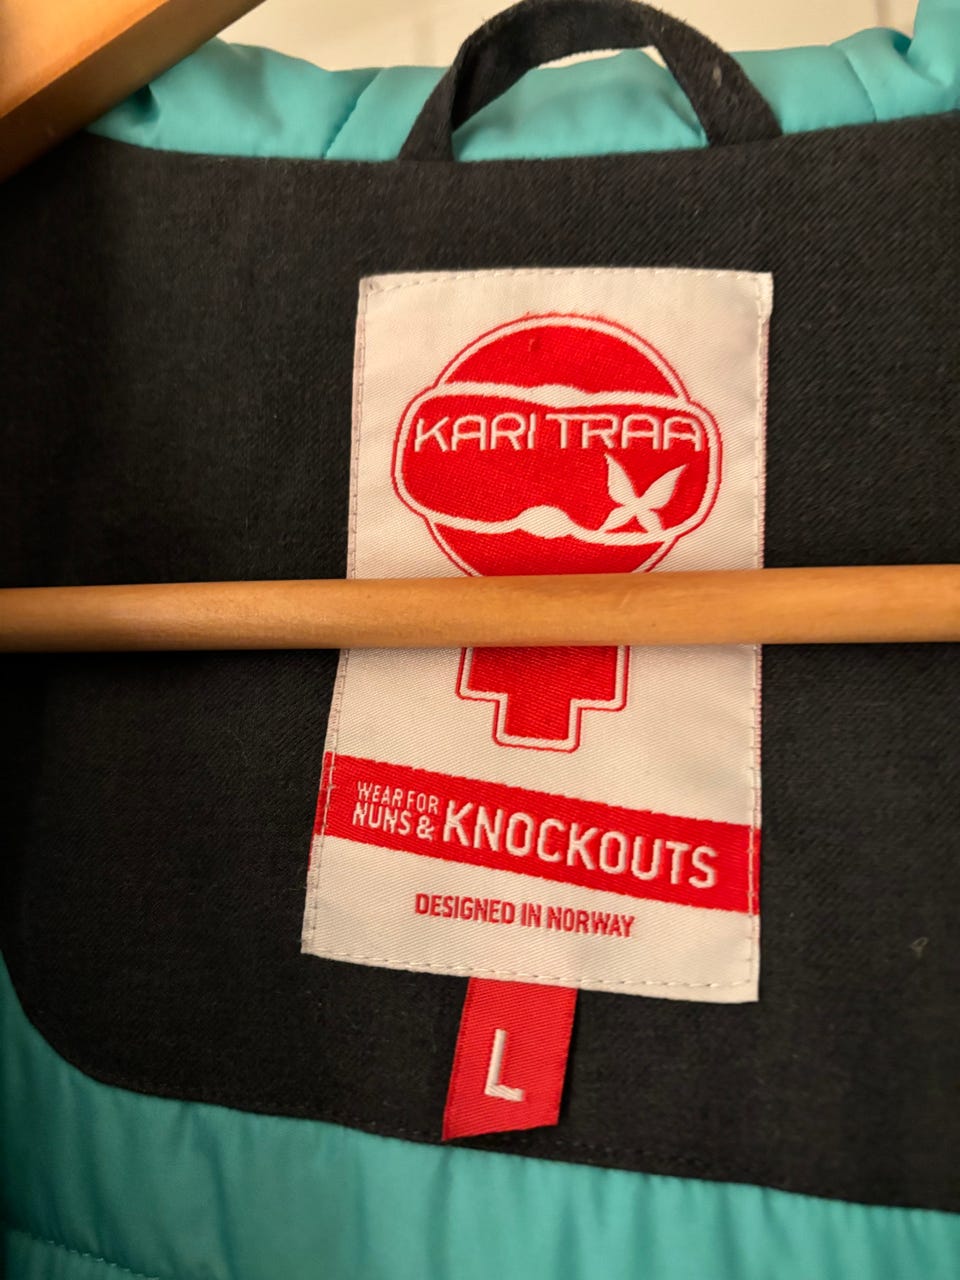 KARI TRAA
WEAR FOR
NUNS & KNOCKOUTS
DESIGNED IN NORWAY
L